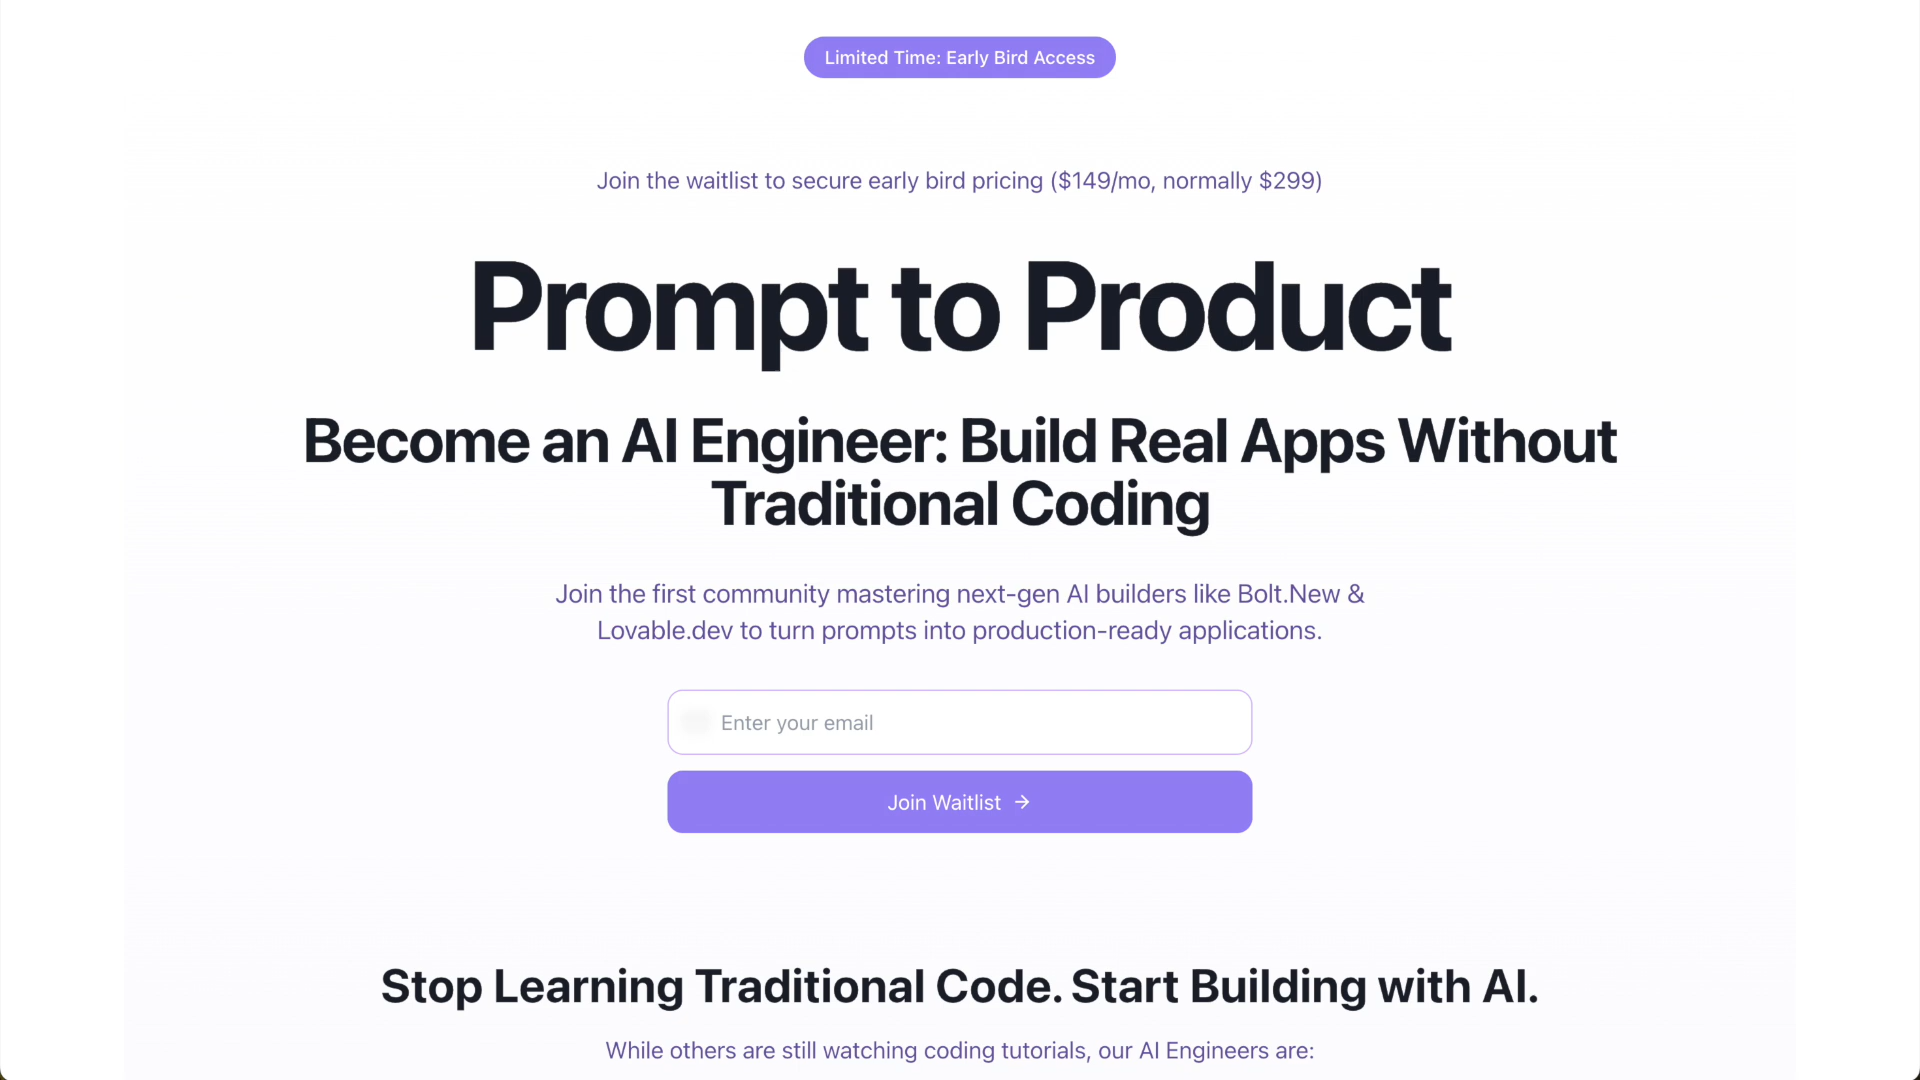 Limited Time: Early Bird Access
Join the waitlist to secure early bird pricing ($149/mo, normally $299)
Prompt to Product
Become an AI Engineer: Build Real Apps Without
Traditional Coding
Join the first community mastering next-gen AI builders like Bolt.New &
Lovable.dev to turn prompts into production-ready applications.
Enter your email
Join Waitlist →
Stop Learning Traditional Code. Start Building with AI.
While others are still watching coding tutorials, our AI Engineers are: